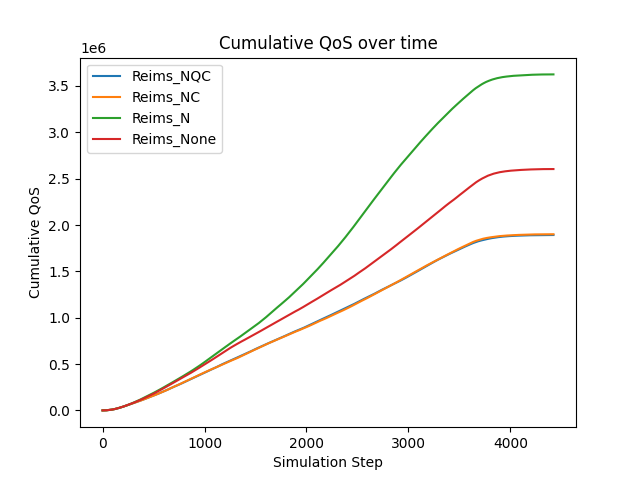 Cumulative QoS over time
1e6
Reims_NQC
Reims_NC
Reims_N
Reims_None
3.5
3.0
2.5
2.0
1.5
1.0
0.5
0.0
Cumulative QoS
0 1000 2000 3000 4000
Simulation Step